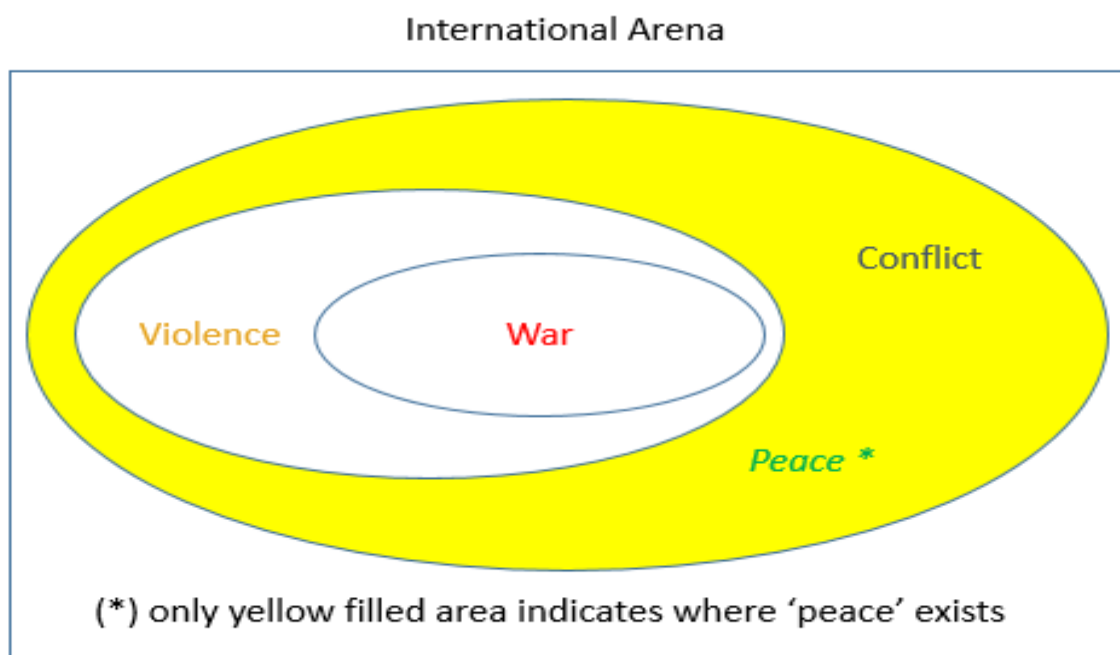 International Arena
Conflict
Violence
War
Peace *
(*) only yellow filled area indicates where ‘peace’ exists